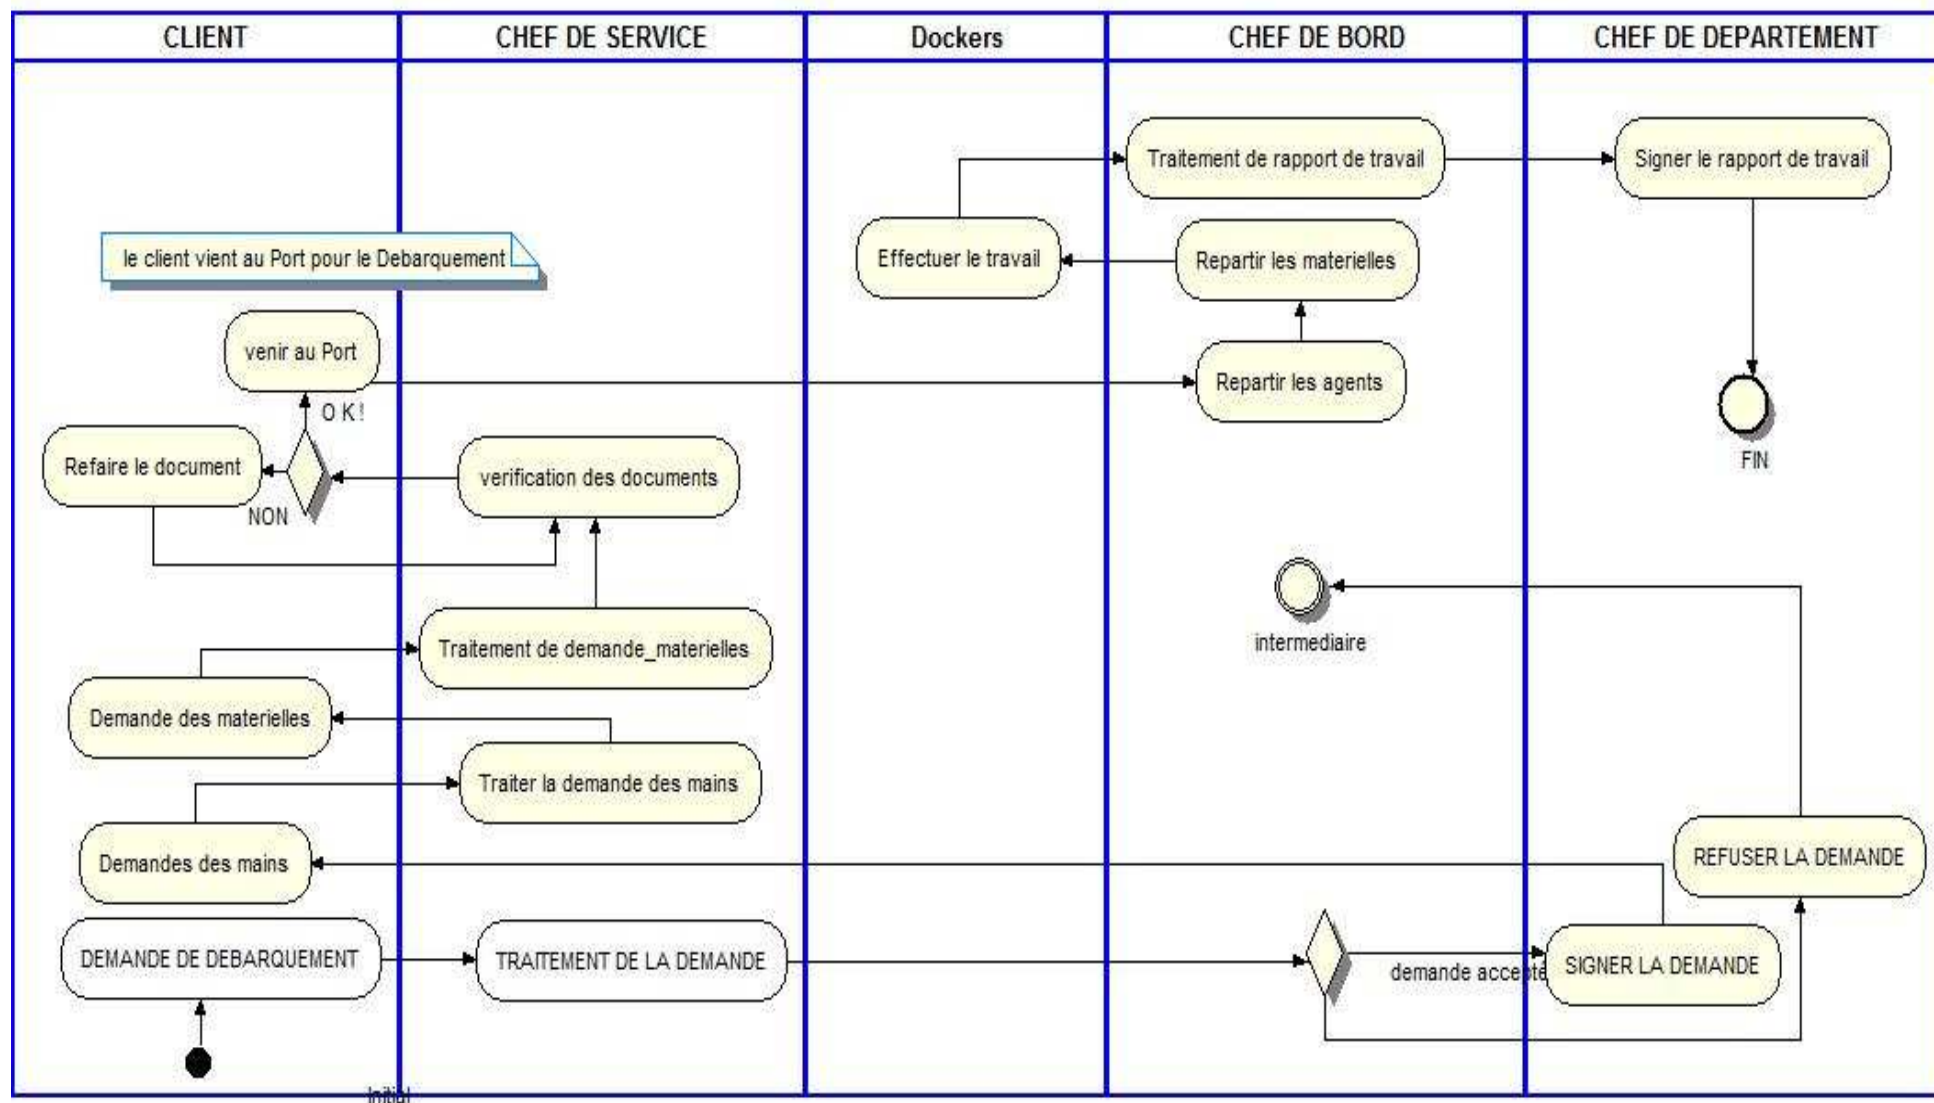 CLIENT
CHEF DE SERVICE
Dockers
CHEF DE BORD
CHEF DE DEPARTEMENT
Traitement de rapport de travail
Signer le rapport de travail
le client vient au Port pour le Debarquement
Effectuer le travail
Repartir les materielles
venir au Port
Repartir les agents
O K !
Refaire le document
verification des documents
FIN
NON
intermediaire
Traitement de demande_materielles
Demande des materielles
Traiter la demande des mains
Demandes des mains
REFUSER LA DEMANDE
DEMANDE DE DEBARQUEMENT
TRAITEMENT DE LA DEMANDE
demande accepté
SIGNER LA DEMANDE
Initial